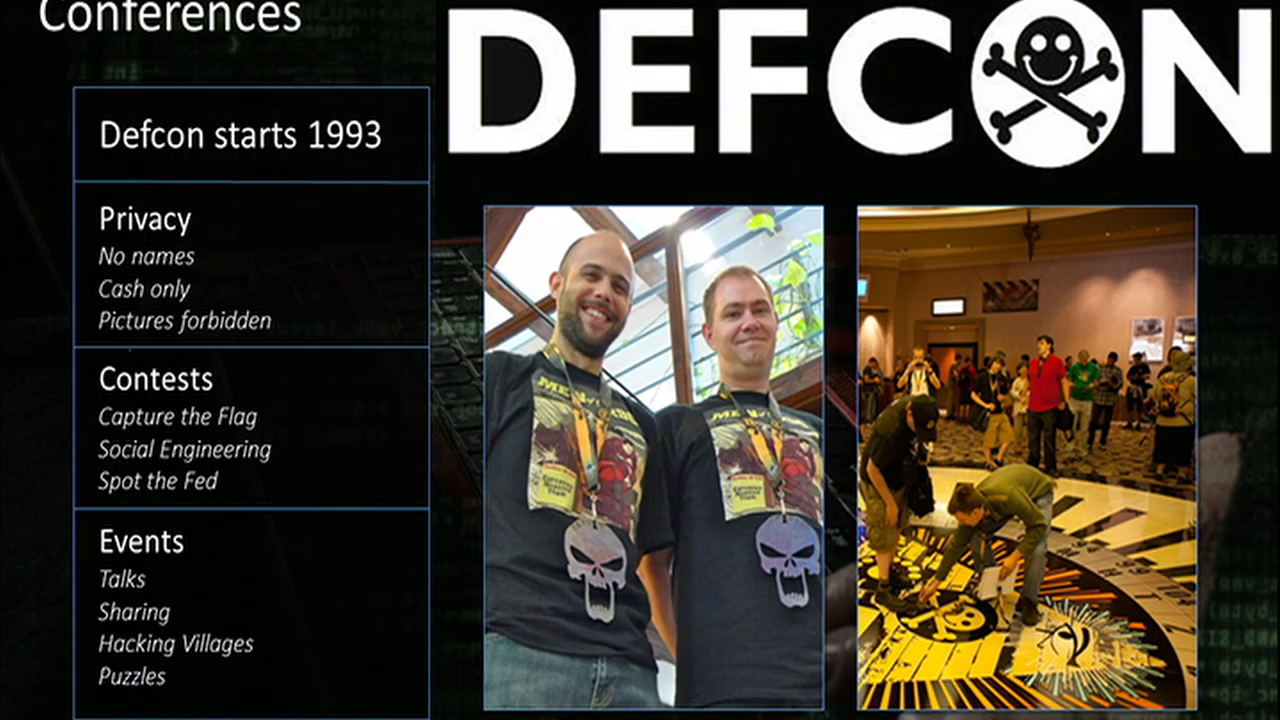 Conferences
DEFCON
Defcon starts 1993
Privacy
No names
Cash only
Pictures forbidden
Contests
Capture the Flag
Social Engineering
Spot the Fed
Events
Talks
Sharing
Hacking Villages
Puzzles